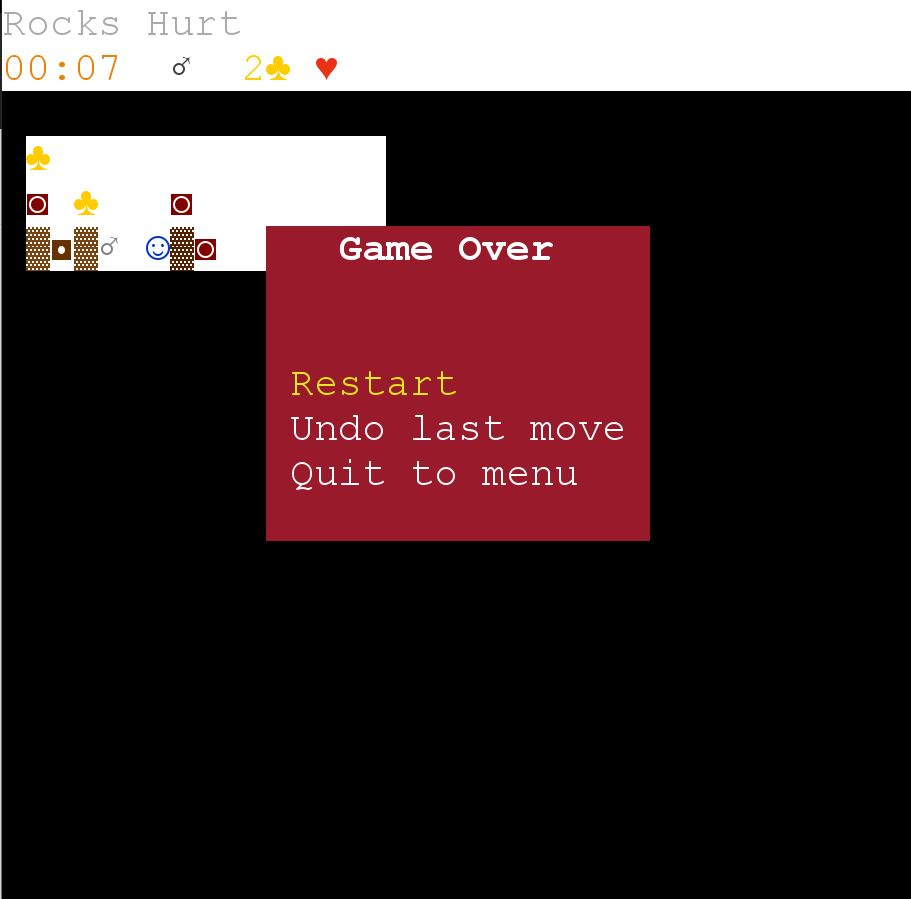 Rocks Hurt
00:07 ♂ 2♣ ♥
Game Over
Restart
Undo last move
Quit to menu